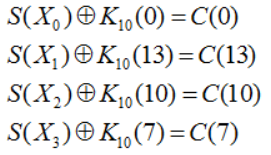 S(X₀)⊕K₁₀(0)=C(0)
S(X₁)⊕K₁₀(13)=C(13)
S(X₂)⊕K₁₀(10)=C(10)
S(X₃)⊕K₁₀(7)=C(7)